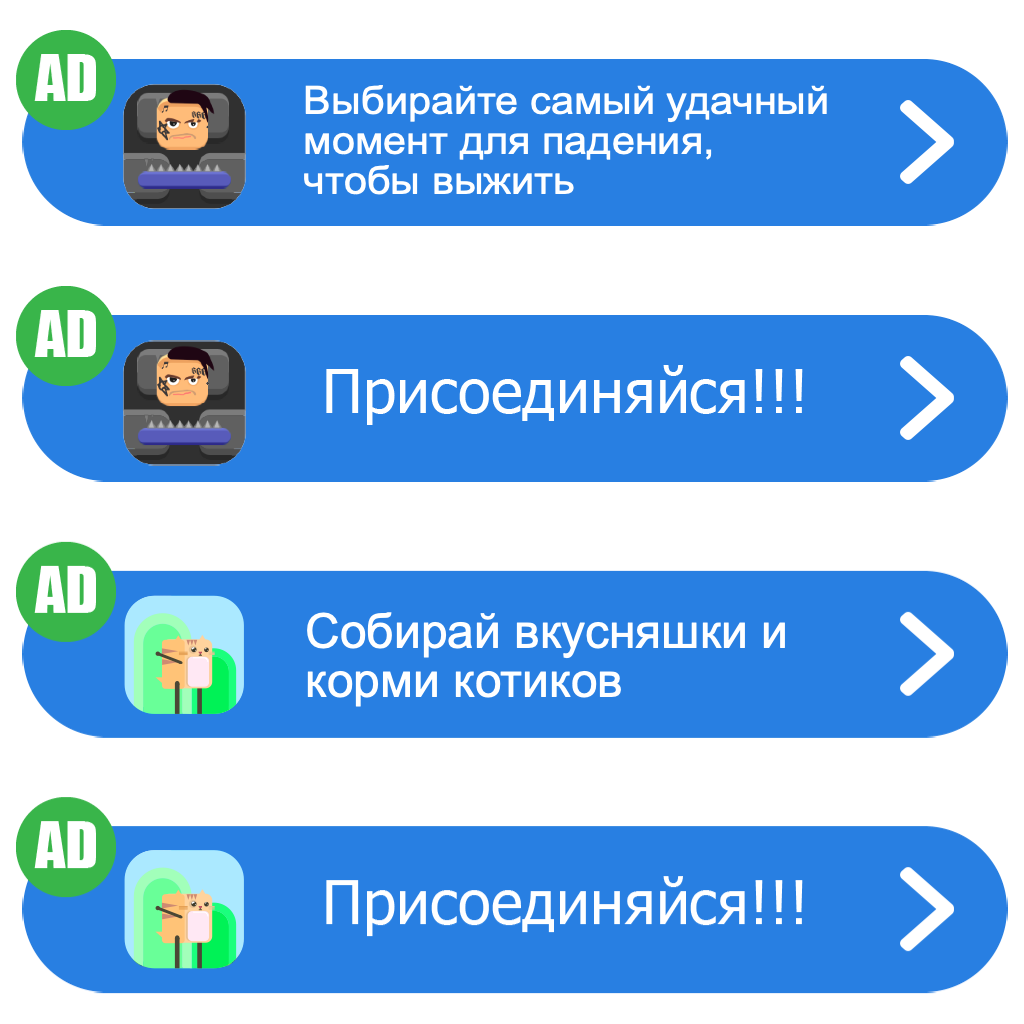 AD
Выбирайте самый удачный
момент для падения,
чтобы выжить
AD
Присоединяйся!!!
AD
Собирай вкусняшки и
корми котиков
AD
Присоединяйся!!!